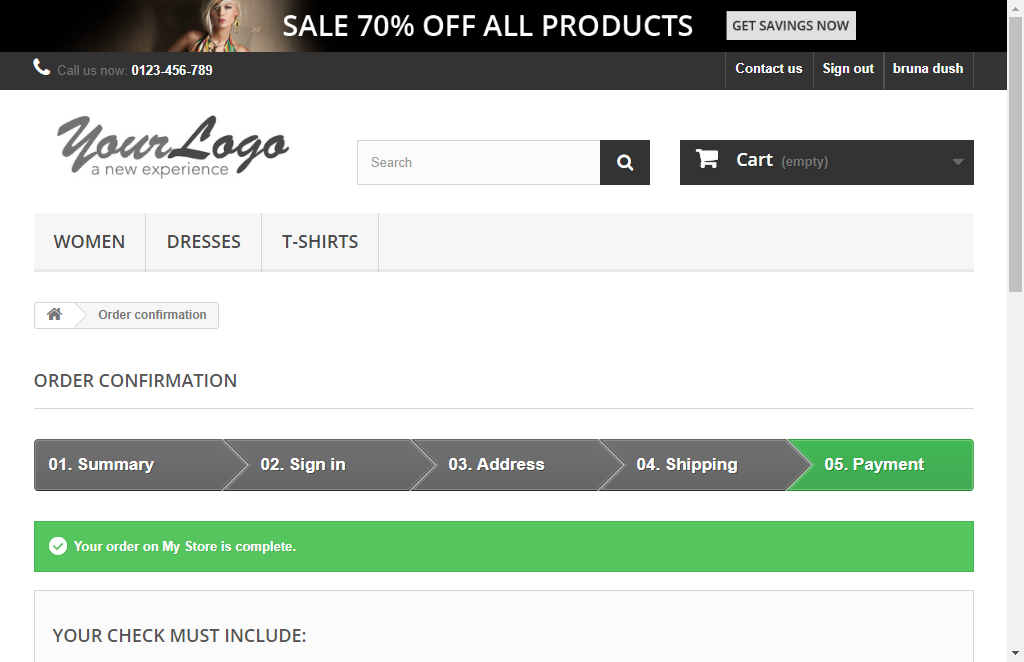 SALE 70% OFF ALL PRODUCTS GET SAVINGS NOW
Call us now: 0123-456-789 Contact us Sign out bruna dush
YourLogo
a new experience
Search
Cart (empty)
WOMEN DRESSES T-SHIRTS
Order confirmation
ORDER CONFIRMATION
01. Summary 02. Sign in 03. Address 04. Shipping 05. Payment
Your order on My Store is complete.
YOUR CHECK MUST INCLUDE: